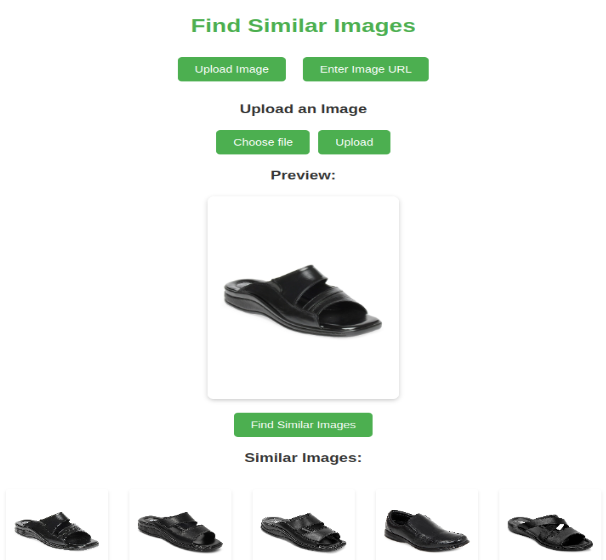 Find Similar Images
Upload Image
Enter Image URL
Upload an Image
Choose file
Upload
Preview:
Find Similar Images
Similar Images: